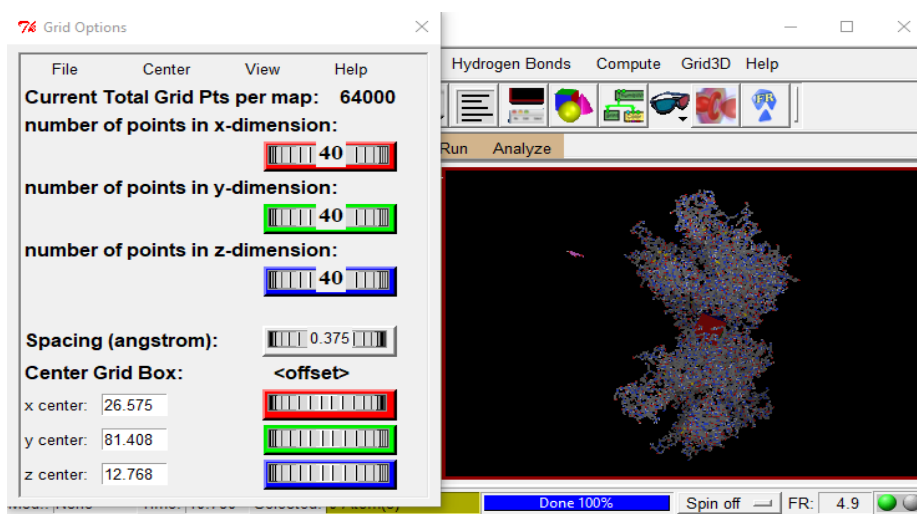 Grid Options
File Center View Help
Current Total Grid Pts per map: 64000
number of points in x-dimension:
40
number of points in y-dimension:
40
number of points in z-dimension:
40
Spacing (angstrom): 0.375
Center Grid Box: <offset>
x center: 26.575
y center: 81.408
z center: 12.768
Hydrogen Bonds Compute Grid3D Help
FR
Run Analyze
Done 100% Spin off FR: 4.9